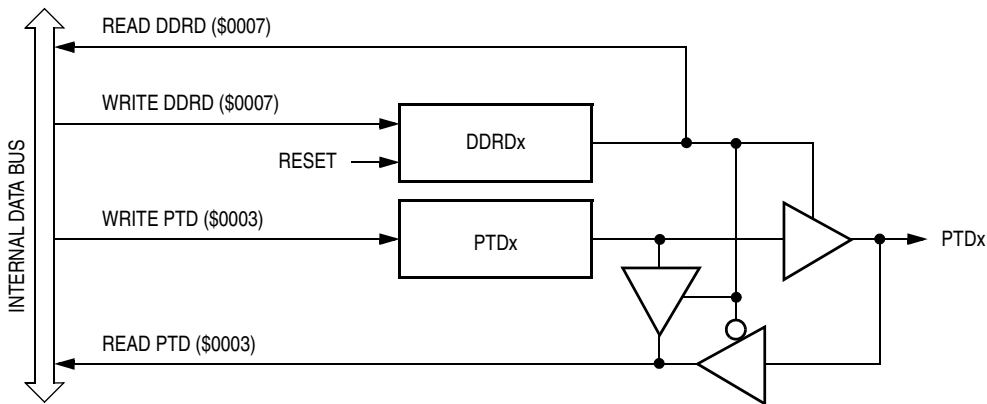 READ DDRD ($0007)
WRITE DDRD ($0007)
DDRDx
RESET
INTERNAL DATA BUS
WRITE PTD ($0003)
PTDx
PTDx
READ PTD ($0003)